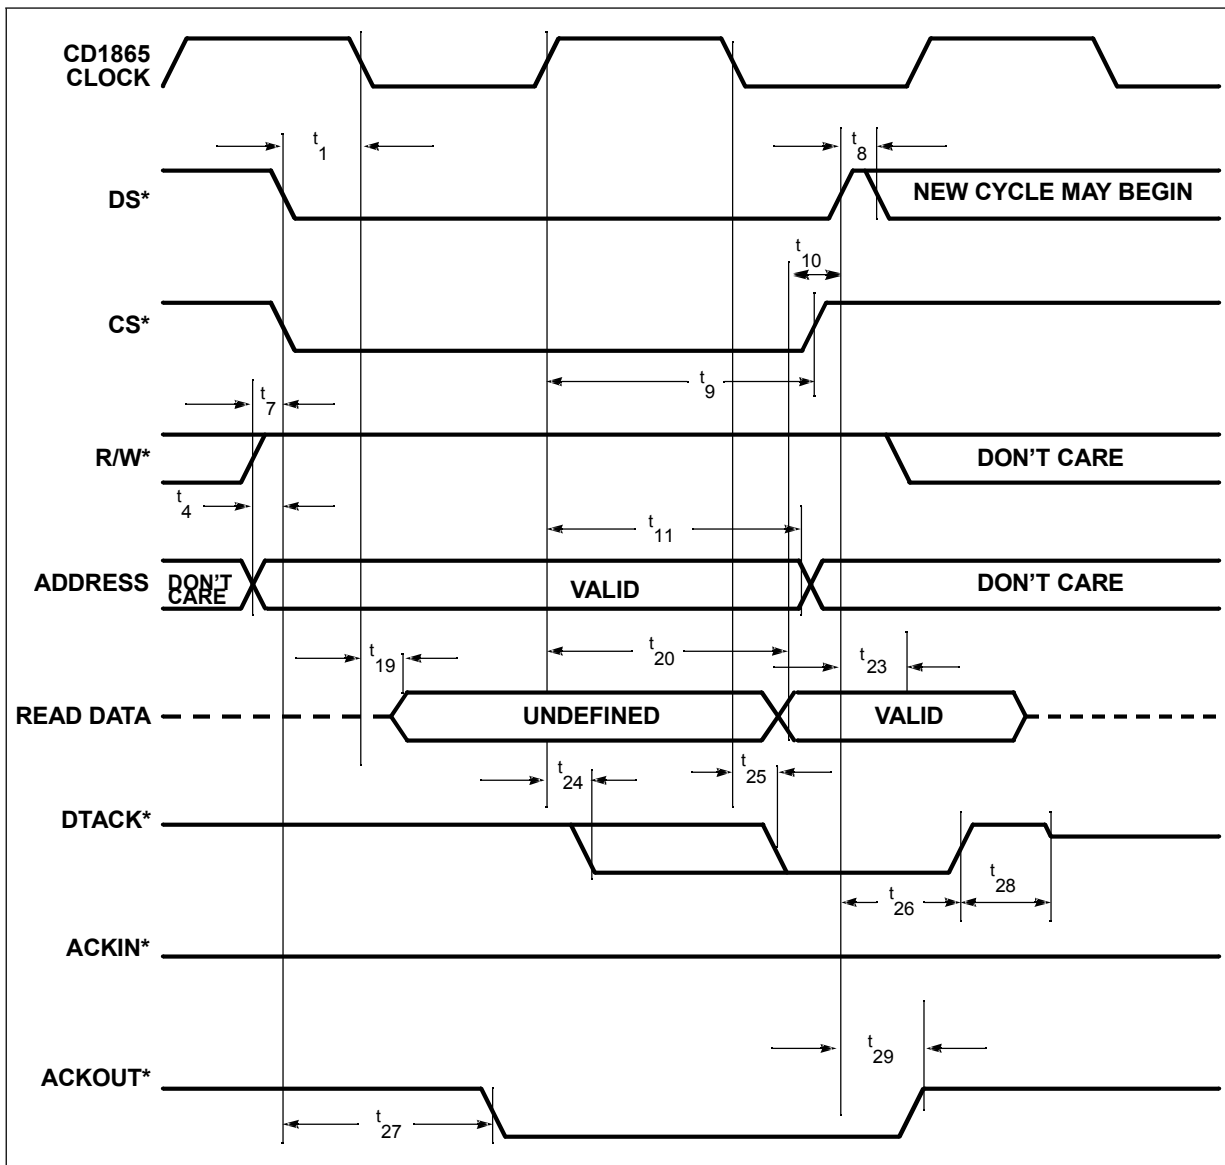 CD1865
CLOCK
t1
t8
DS*
NEW CYCLE MAY BEGIN
t10
CS*
t9
t7
R/W*
DON'T CARE
t4
t11
ADDRESS
DON'T
CARE
VALID
DON'T CARE
t19
t20
t23
READ DATA
UNDEFINED
VALID
t24
t25
DTACK*
t26
t28
ACKIN*
t29
ACKOUT*
t27